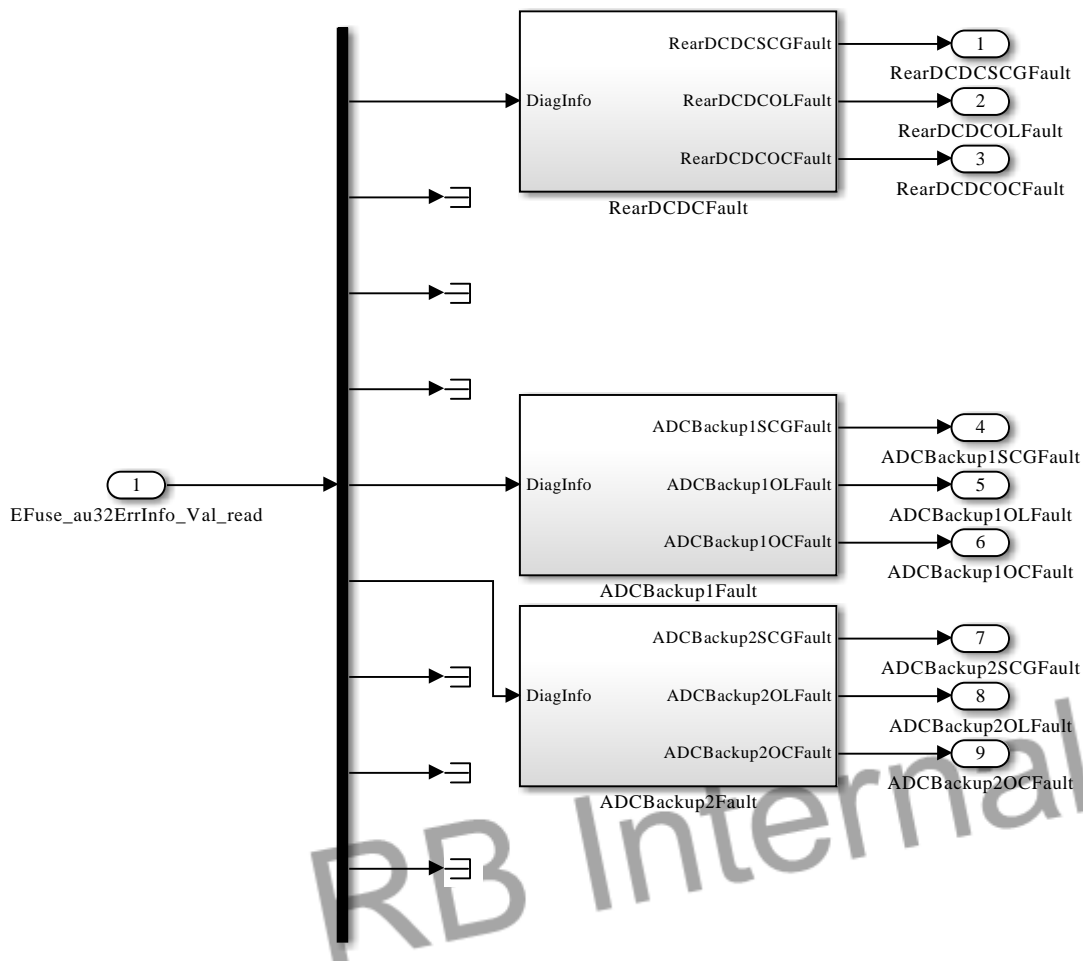 RearDCDCSCGFault
1
RearDCDCSCGFault
DiagInfo
RearDCDCOLFault
2
RearDCDCOLFault
RearDCDCOCFault
3
RearDCDCOCFault
RearDCDCFault
ADCBackup1SCGFault
4
ADCBackup1SCGFault
1
EFuse_au32ErrInfo_Val_read
DiagInfo
ADCBackup1OLFault
5
ADCBackup1OLFault
ADCBackup1OCFault
6
ADCBackup1OCFault
ADCBackup1Fault
ADCBackup2SCGFault
7
ADCBackup2SCGFault
DiagInfo
ADCBackup2OLFault
8
ADCBackup2OLFault
ADCBackup2OCFault
9
ADCBackup2OCFault
ADCBackup2Fault
RB Internal